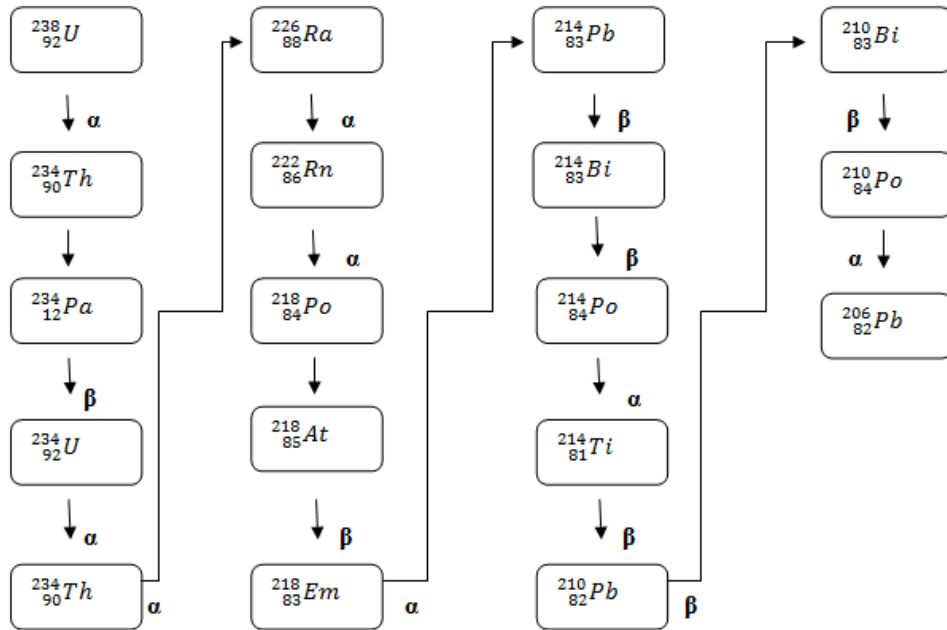 ²³⁸₉₂U
α
²³⁴₉₀Th
²³⁴₁₂Pa
β
²³⁴₉₂U
α
²³⁴₉₀Th
α
²²⁶₈₈Ra
α
²²²₈₆Rn
α
²¹⁸₈₄Po
²¹⁸₈₅At
β
²¹⁸₈₃Em
α
²¹⁴₈₃Pb
β
²¹⁴₈₃Bi
β
²¹⁴₈₄Po
α
²¹⁴₈₁Ti
β
²¹⁰₈₂Pb
β
²¹⁰₈₃Bi
β
²¹⁰₈₄Po
α
²⁰⁶₈₂Pb